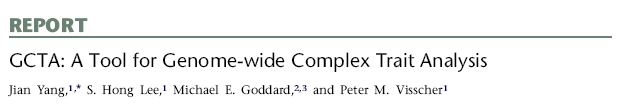 REPORT
GCTA: A Tool for Genome-wide Complex Trait Analysis
Jian Yang,1,* S. Hong Lee,1 Michael E. Goddard,2,3 and Peter M. Visscher1